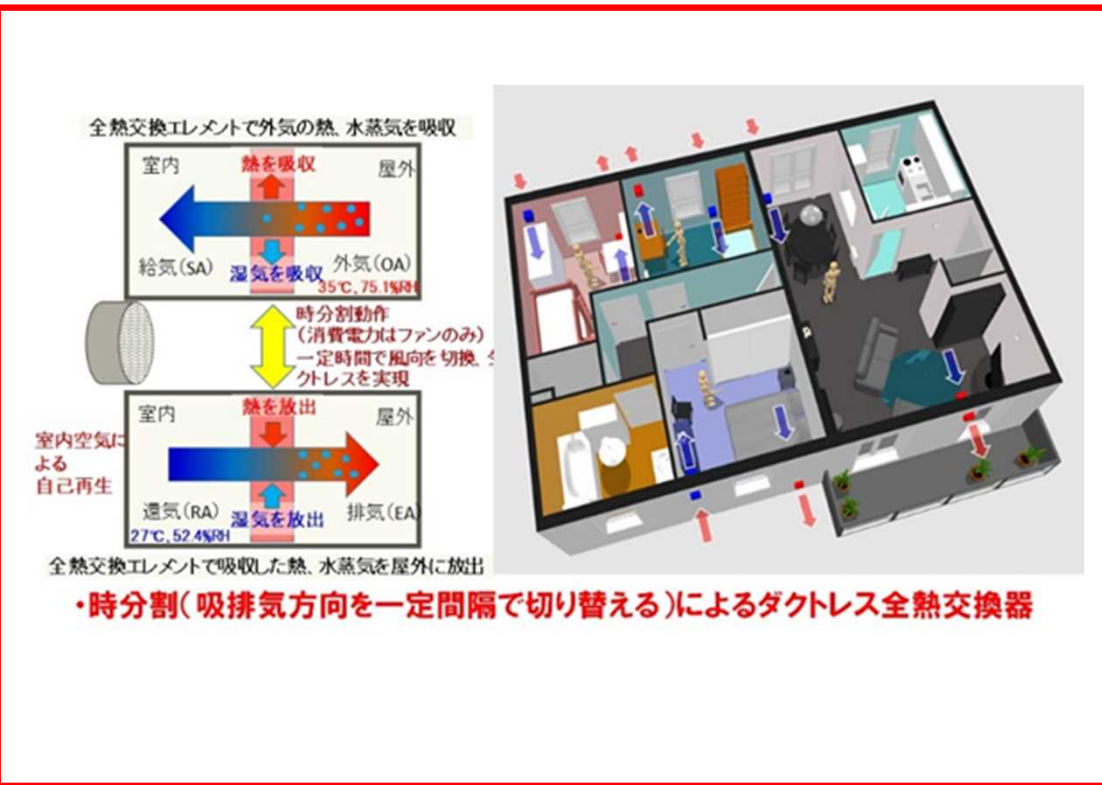 全熱交換エレメントで外気の熱、水蒸気を吸収
室内
熱を吸収
屋外
給気(SA)
湿気を吸収
外気(OA)
35℃,75.1%RH
時分割動作
(消費電力はファンのみ)
一定時間で風向を切換、
クトレスを実現
室内
熱を放出
屋外
室内空気に
よる
自己再生
還気(RA)
湿気を放出
排気(EA)
27℃,52.4%RH
全熱交換エレメントで吸収した熱、水蒸気を屋外に放出
・時分割(吸排気方向を一定間隔で切り替える)によるダクトレス全熱交換器